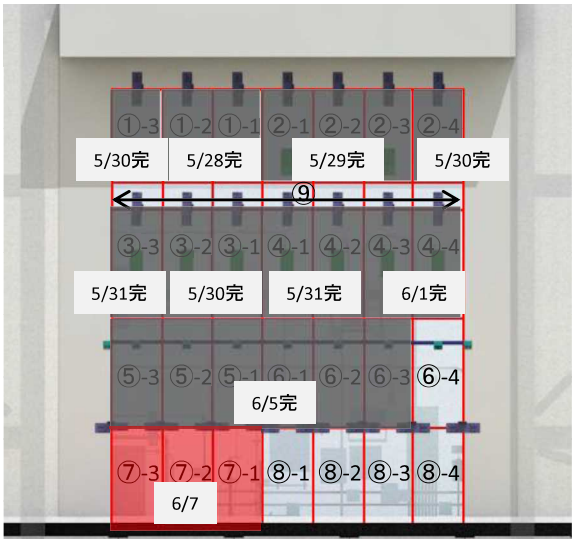 ①-3 ①-2 ①-1 ②-1 ②-2 ②-3 ②-4
5/30完 5/28完 5/29完 5/30完
⑨
③-3 ③-2 ③-1 ④-1 ④-2 ④-3 ④-4
5/31完 5/30完 5/31完 6/1完
⑤-3 ⑤-2 ⑤-1 ⑥-1 ⑥-2 ⑥-3 ⑥-4
6/5完
⑦-3 ⑦-2 ⑦-1 ⑧-1 ⑧-2 ⑧-3 ⑧-4
6/7